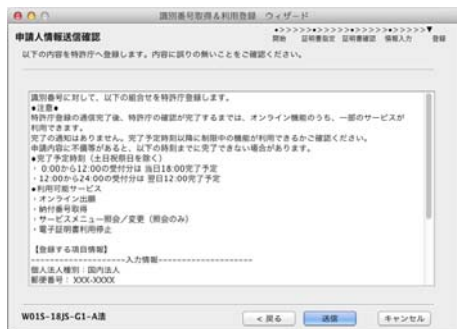 識別番号取得&利用登録 ウィザード
申請人情報送信確認
•>>>>>•>>>>>•>>>>>•>>>>>▼
開始 証明書指定 証明書確認 情報入力 登録
以下の内容を特許庁へ登録します。内容に誤りの無いことをご確認ください。
識別番号に対して、以下の組合せを特許庁登録します。
◆注意◆
特許庁登録の通信完了後、特許庁の確認が完了するまでは、オンライン機能のうち、一部のサービスが
利用できます。
完了の通知はありません。完了予定時刻以降に制限中の機能が利用できるかご確認ください。
申請内容に不備等があると、以下の時刻までに完了できない場合があります。
◆完了予定時刻（土日祝祭日を除く）
・ 0:00から12:00の受付分は 当日18:00完了予定
・12:00から24:00の受付分は 翌日12:00完了予定
◆利用可能サービス
・オンライン出願
・納付番号取得
・サービスメニュー照会／変更（照会のみ）
・電子証明書利用停止
【登録する項目情報】
--------------------入力情報--------------------
個人法人種別：国内法人
郵便番号： XXX-XXXX
W01S-18JS-G1-A法
< 戻る
送信
キャンセル